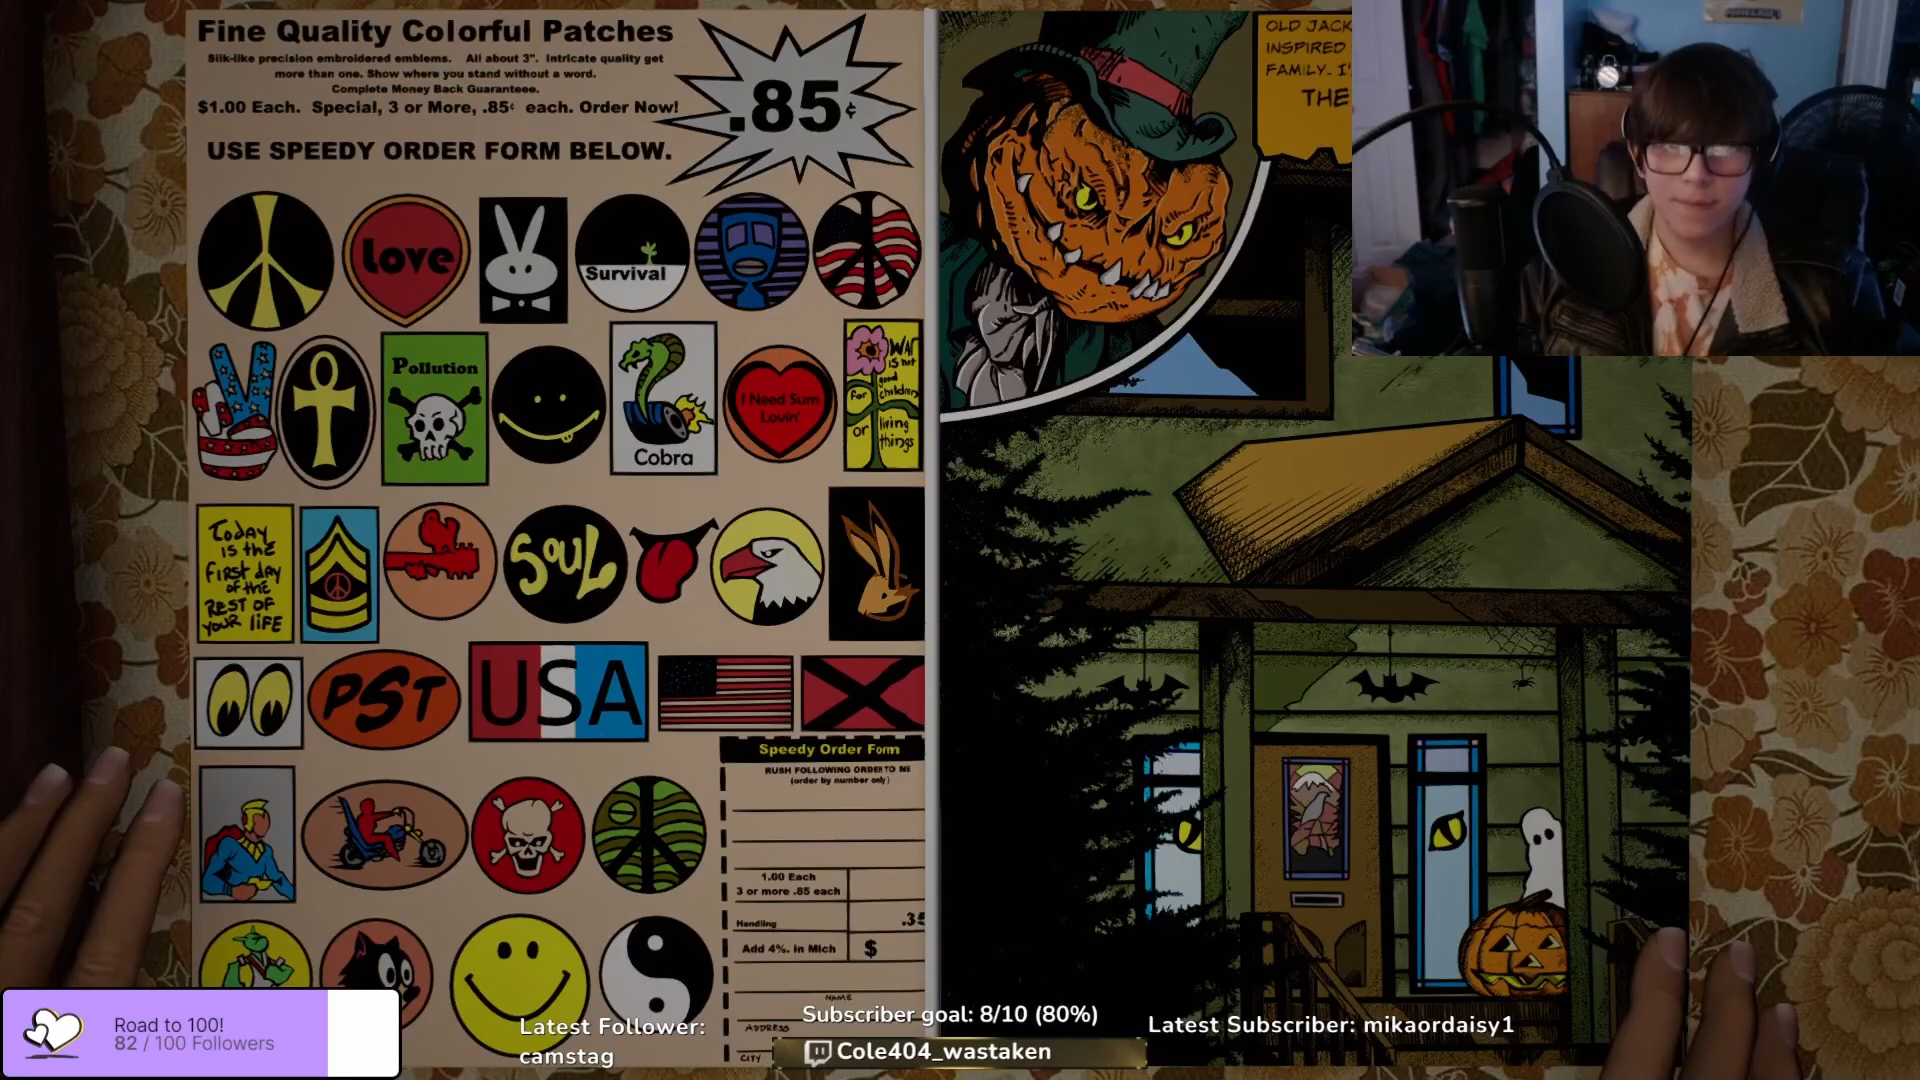 Fine Quality Colorful Patches
Silk-like precision embroidered emblems. All about 3". Intricate quality get
more than one. Show where you stand without a word.
Complete Money Back Guaranteee.
$1.00 Each. Special, 3 or More, .85¢ each. Order Now!
.85¢
USE SPEEDY ORDER FORM BELOW.
OLD JACK
INSPIRED
FAMILY. I'
THE
love
Survival
Pollution
Cobra
I Need Sum
Lovin'
WAR
is not
good
for children
or living
things
Today
is the
first day
of the
REST OF
YOUR LIFE
SOUL
PST
USA
Speedy Order Form
RUSH FOLLOWING ORDER TO ME
(order by number only)
1.00 Each
3 or more .85 each
Handling .35
Add 4%. in Mich $
NAME
ADDRESS
CITY
Road to 100!
82 / 100 Followers
Latest Follower:
camstag
Subscriber goal: 8/10 (80%)
Cole404_wastaken
Latest Subscriber: mikaordaisy1